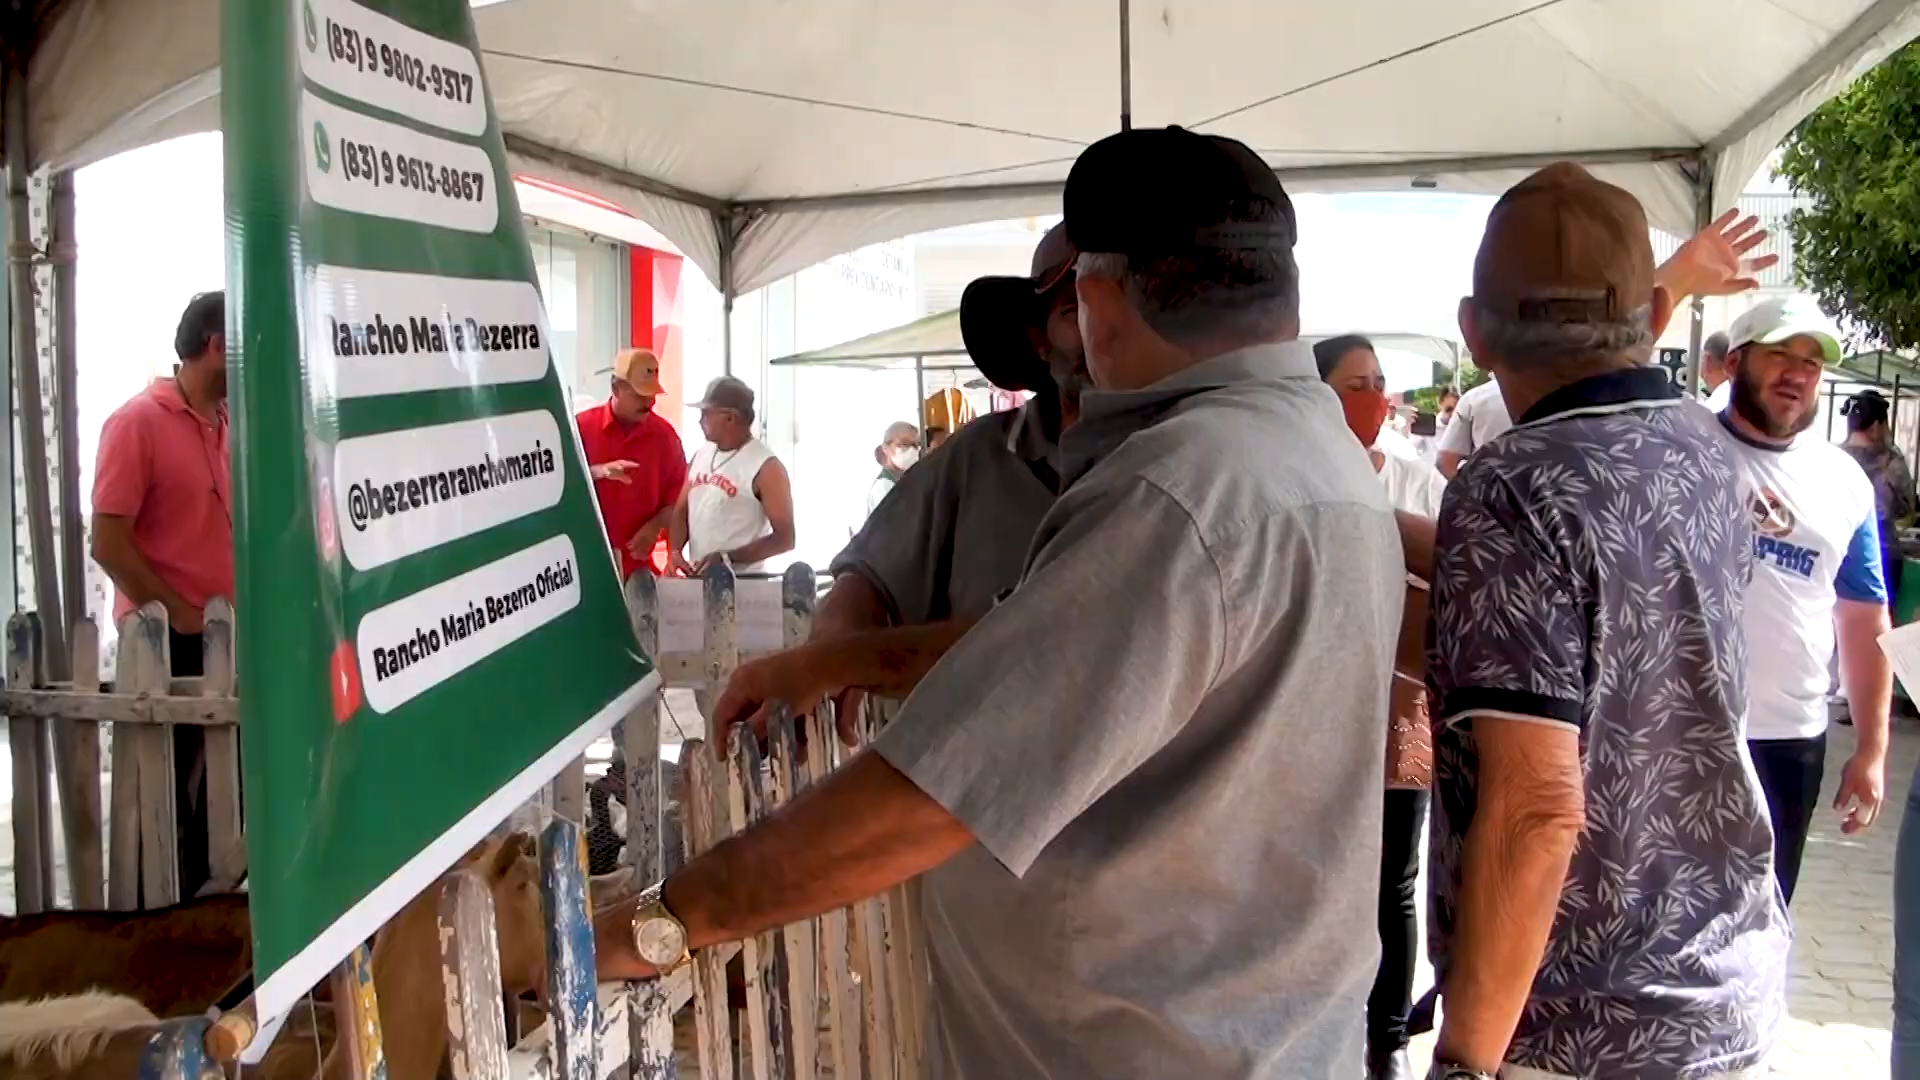 (83) 9 9802-9317
(83) 9 9613-8867
Rancho Maria Bezerra
@bezerraranchomaria
Rancho Maria Bezerra Oficial